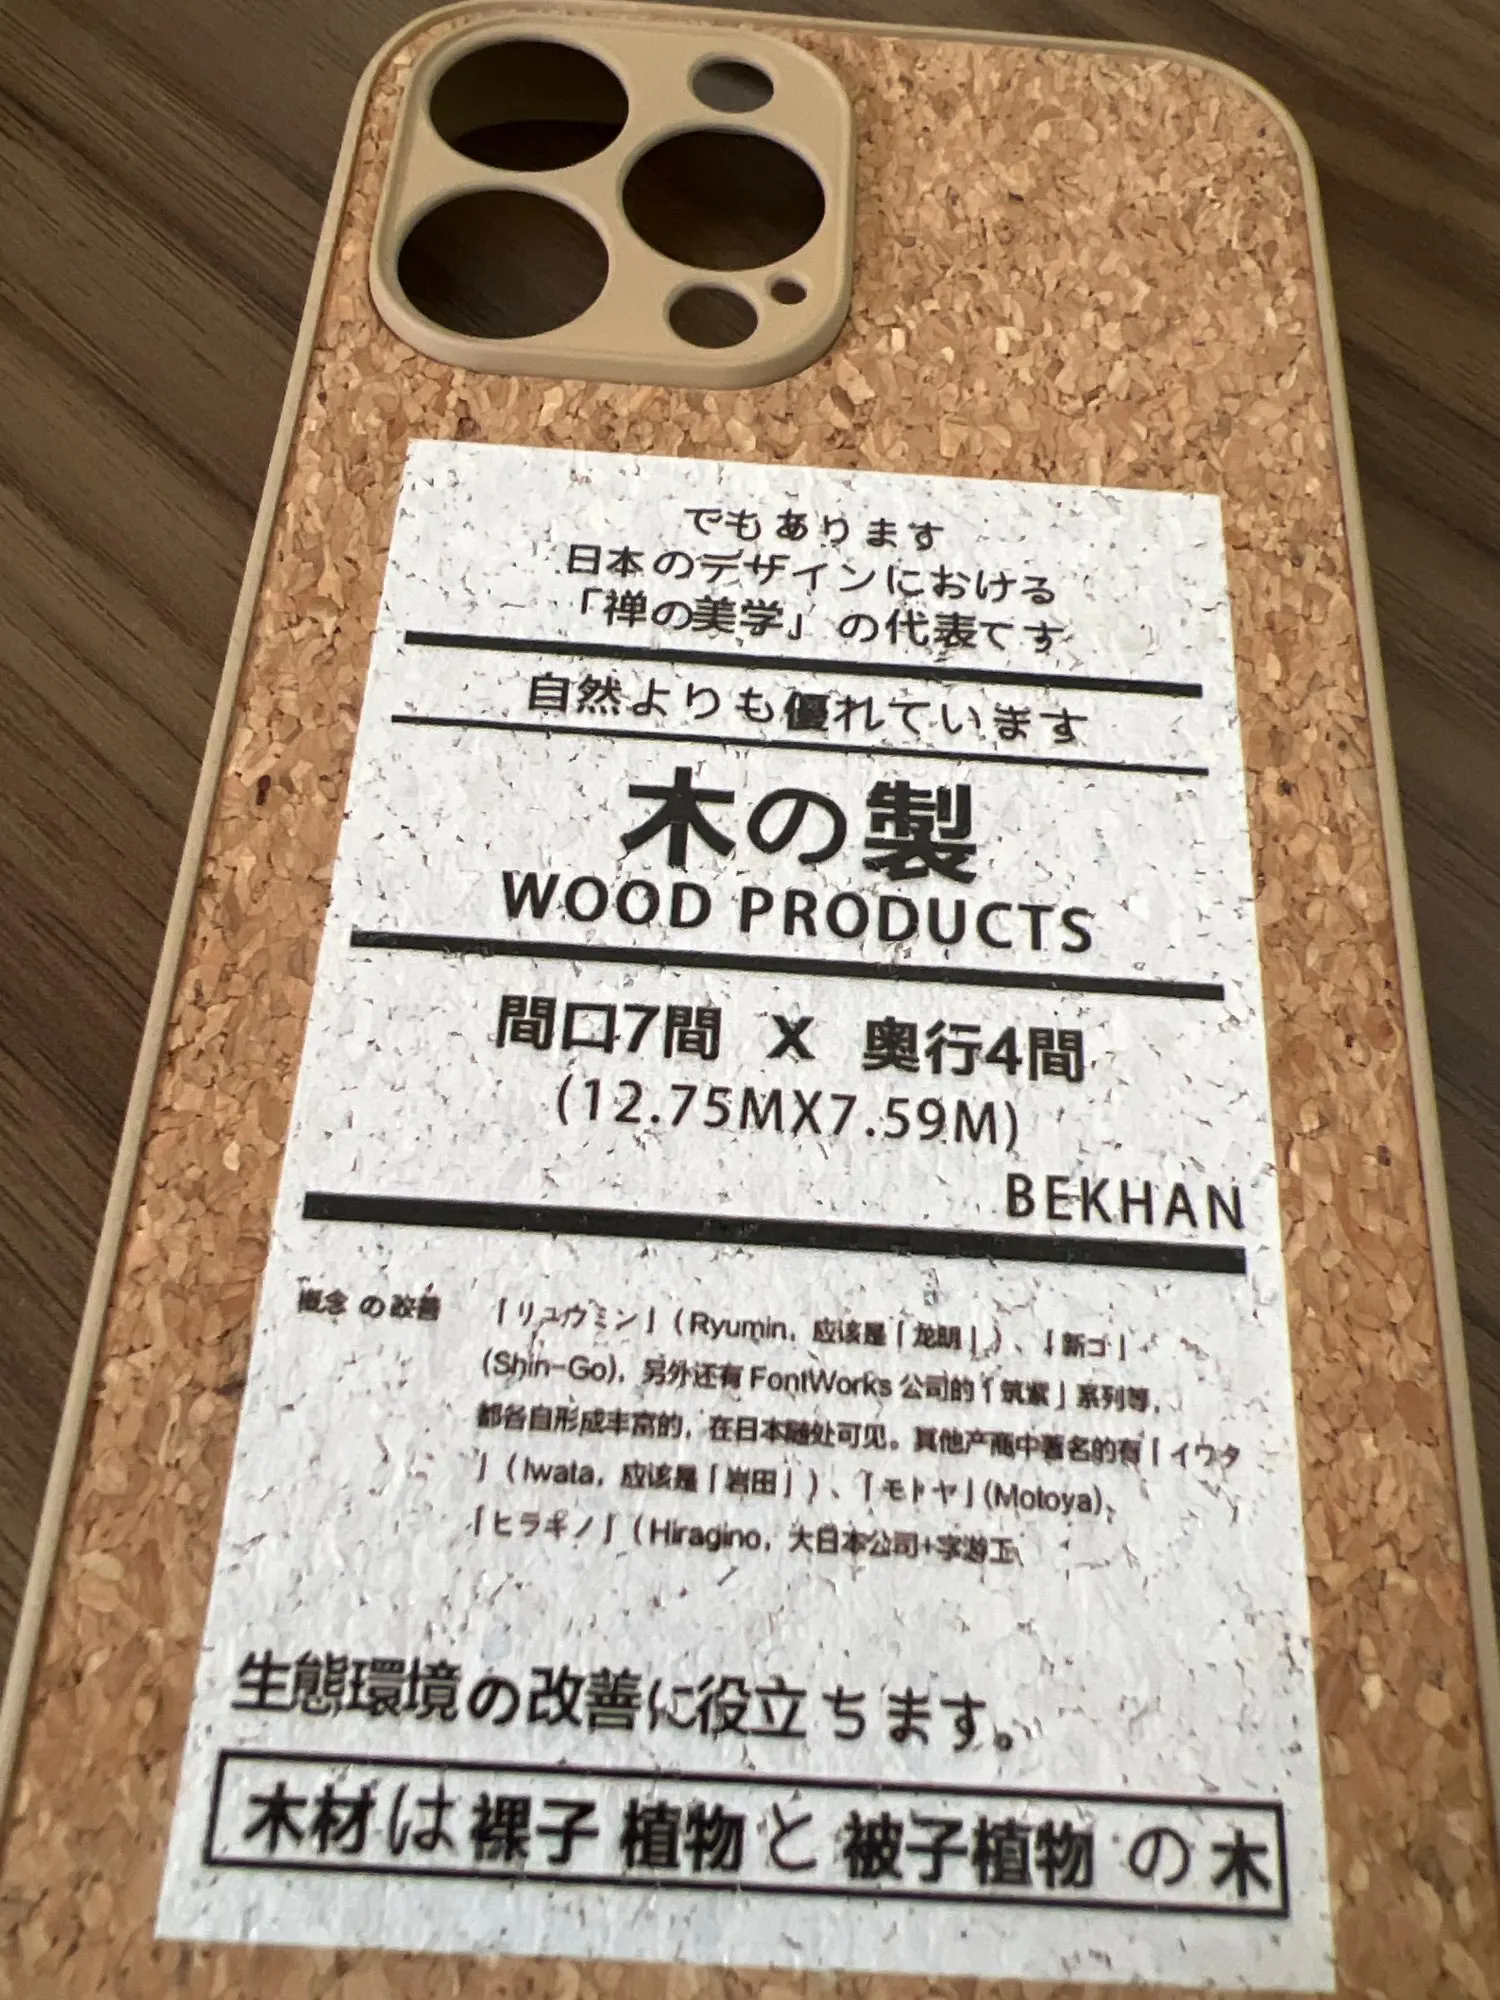 でもあります
日本のデザインにおける
「禅の美学」の代表です
自然よりも優れています
木の製
WOOD PRODUCTS
間口7間 X 奥行4間
(12.75MX7.59M)
BEKHAN
概念 の改善
「リュウミン」(Ryumin, 应该是「龙明」)、「新ゴ」
(Shin-Go), 另外还有 FontWorks 公司的「筑紫」系列等,
都各自形成丰富的, 在日本随处可见。其他产商中著名的有「イワタ
」(Iwata, 应该是「岩田」)、「モトヤ」(Motoya)、
「ヒラギノ」(Hiragino, 大日本公司+字游工
生態環境の改善に役立ちます。
木材は裸子 植物と被子植物 の木